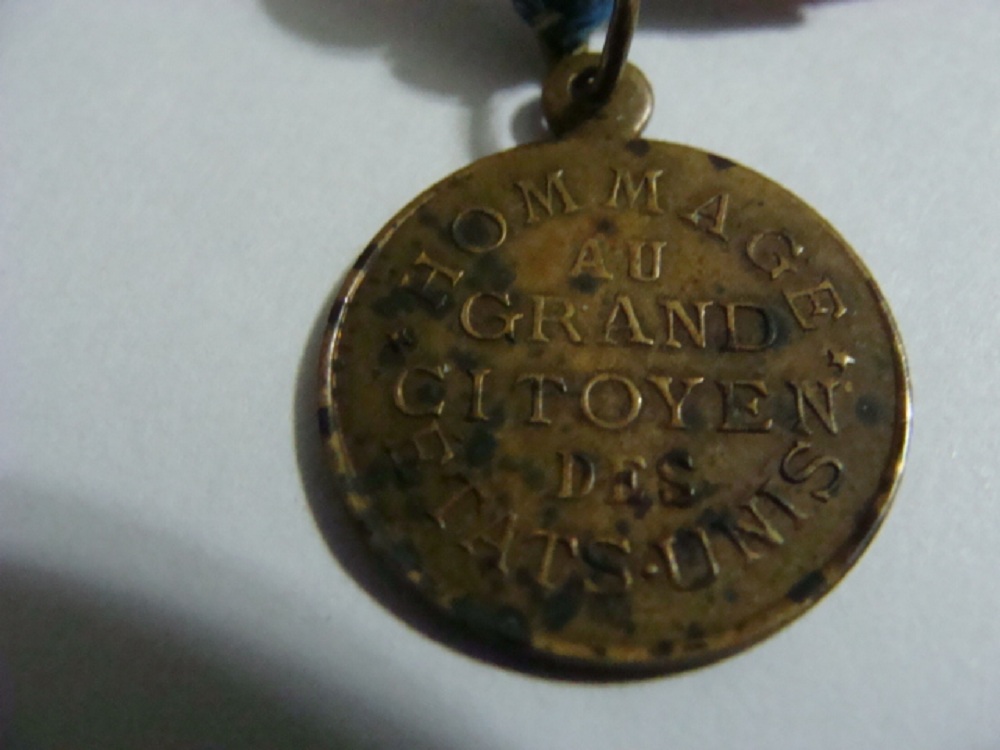 HOMMAGE
AU
GRAND
CITOYEN
DES
ETATS·UNIS